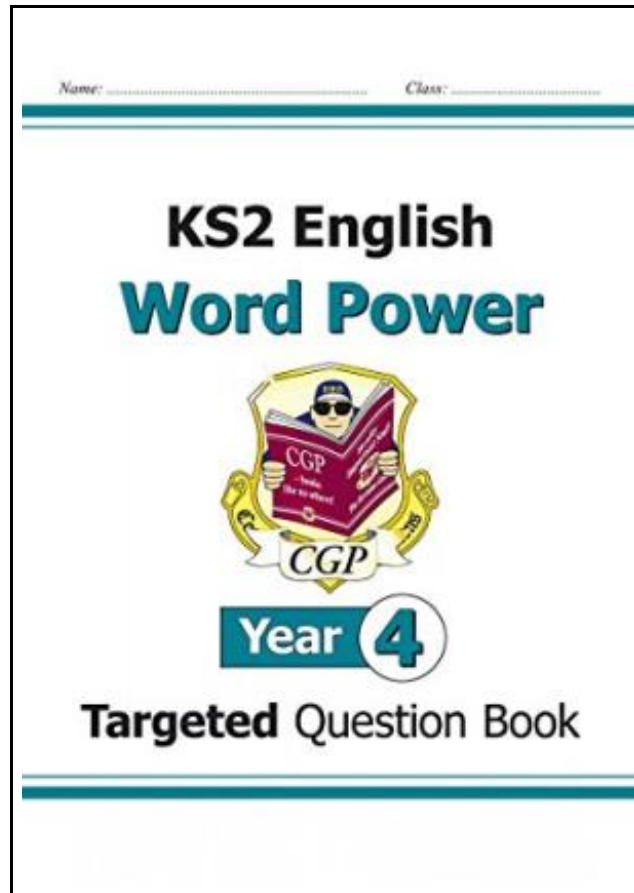 Name: ........................................ Class: ........................................
KS2 English
Word Power
CGP
CGP
Year 4
Targeted Question Book